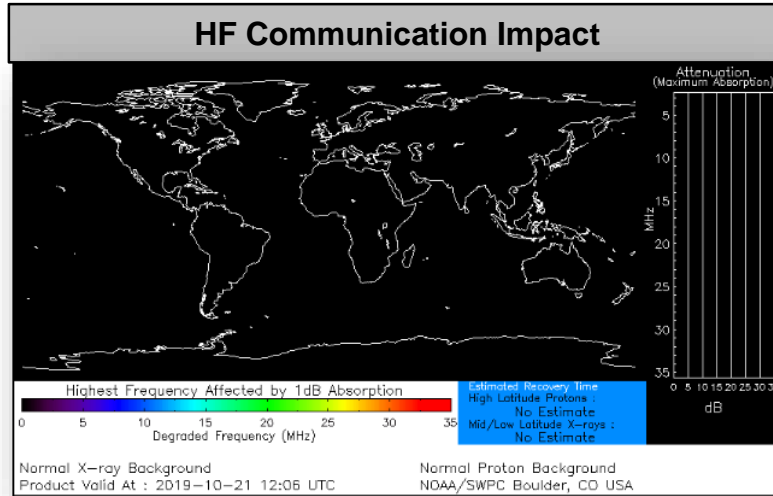 HF Communication Impact
Attenuation
(Maximum Absorption)
5
10
15
20
25
30
35
MHz
0 5 10 15 20 25 30
dB
Highest Frequency Affected by 1dB Absorption
0 5 10 15 20 25 30 35
Degraded Frequency (MHz)
Estimated Recovery Time
High Latitude Protons :
No Estimate
Mid/Low Latitude X-rays :
No Estimate
Normal X-ray Background
Normal Proton Background
Product Valid At : 2019-10-21 12:06 UTC
NOAA/SWPC Boulder, CO USA